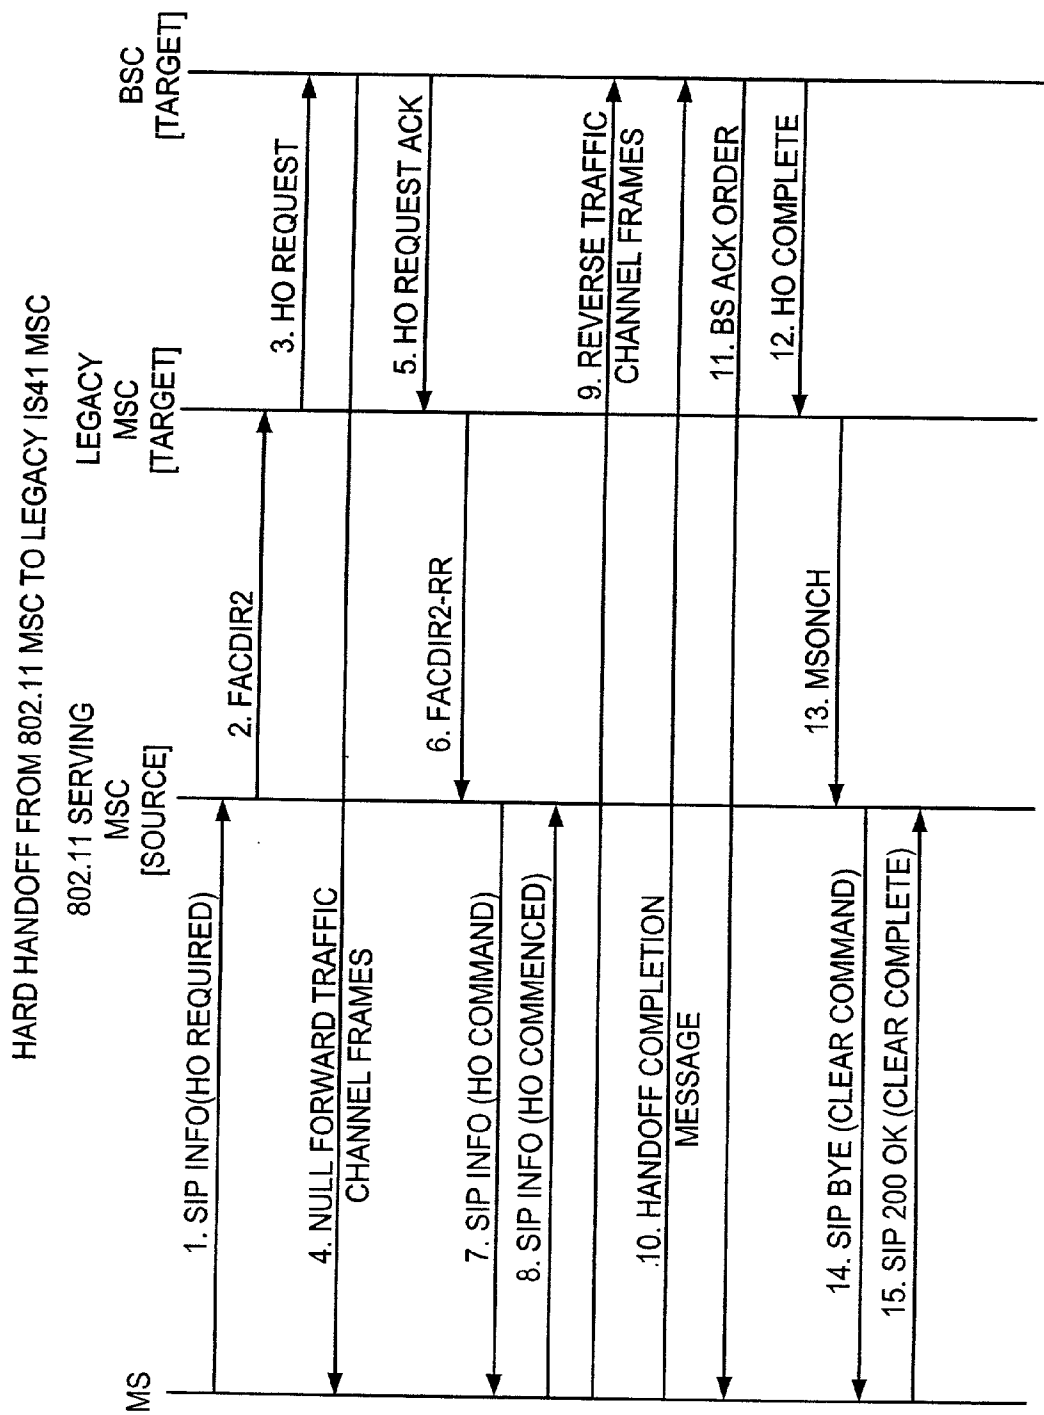 HARD HANDOFF FROM 802.11 MSC TO LEGACY IS41 MSC
MS
802.11 SERVING
MSC
[SOURCE]
LEGACY
MSC
[TARGET]
BSC
[TARGET]
1. SIP INFO(HO REQUIRED)
2. FACDIR2
3. HO REQUEST
4. NULL FORWARD TRAFFIC
CHANNEL FRAMES
5. HO REQUEST ACK
6. FACDIR2-RR
7. SIP INFO (HO COMMAND)
8. SIP INFO (HO COMMENCED)
9. REVERSE TRAFFIC
CHANNEL FRAMES
10. HANDOFF COMPLETION
MESSAGE
11. BS ACK ORDER
12. HO COMPLETE
13. MSONCH
14. SIP BYE (CLEAR COMMAND)
15. SIP 200 OK (CLEAR COMPLETE)